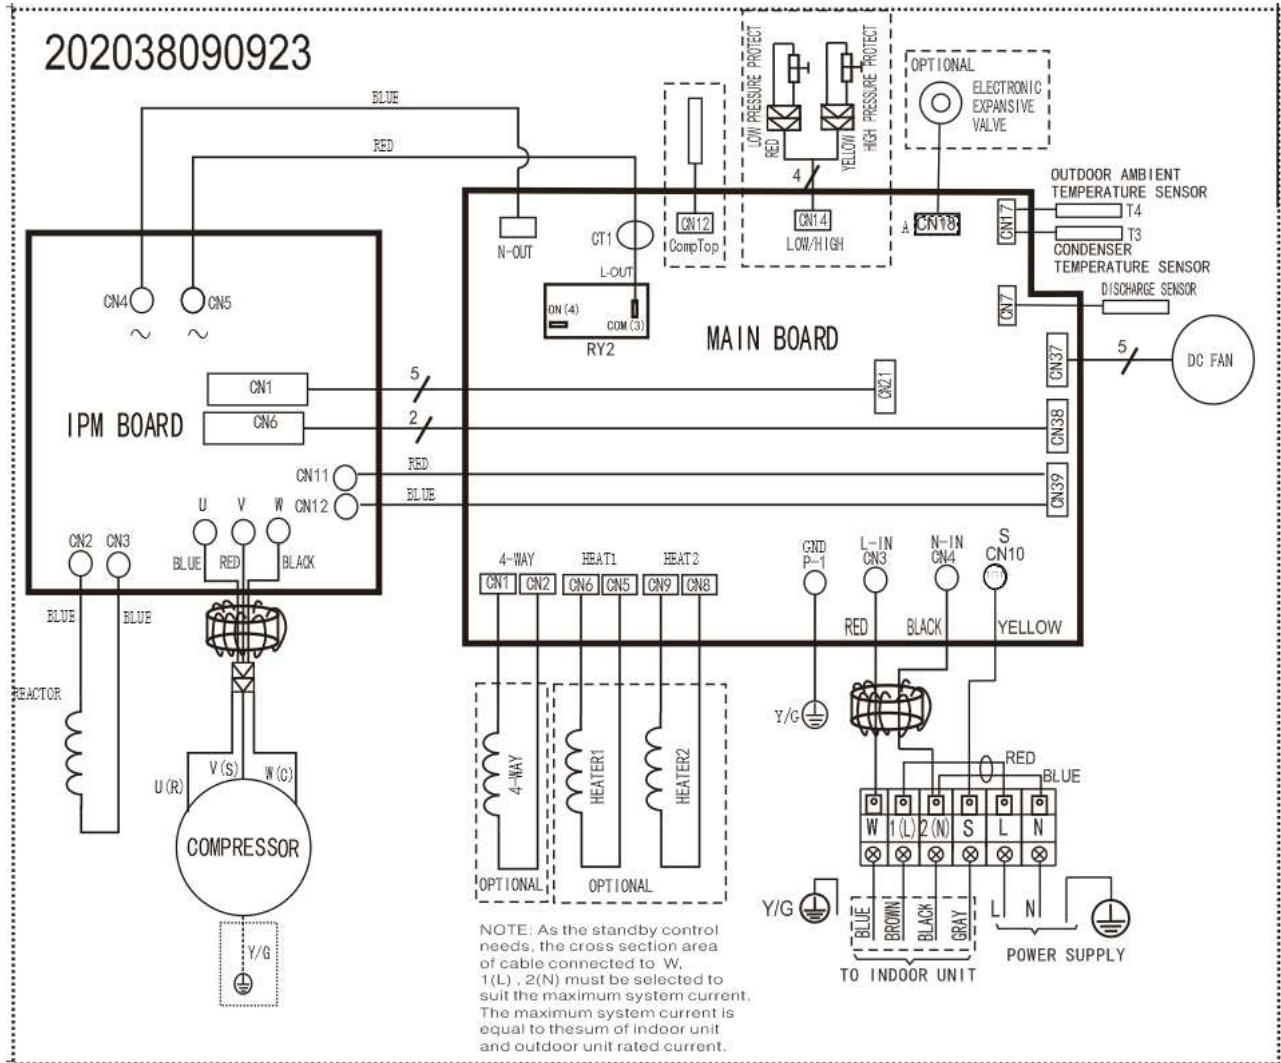 202038090923
BLUE
RED
LOW PRESSURE PROTECT
RED
YELLOW
HIGH PRESSURE PROTECT
4
OPTIONAL
ELECTRONIC
EXPANSIVE
VALVE
OUTDOOR AMBIENT
TEMPERATURE SENSOR
T4
T3
CONDENSER
TEMPERATURE SENSOR
DISCHARGE SENSOR
CN17
CN7
A CN18
CN14
LOW/HIGH
CN12
CompTop
N-OUT
CT1
L-OUT
ON(4)
COM(3)
RY2
MAIN BOARD
CN37
5
DC FAN
CN4
CN5
CN1
5
CN21
IPM BOARD
CN6
2
CN38
CN11
RED
CN12
BLUE
CN39
U V W
BLUE RED BLACK
CN2 CN3
BLUE BLUE
REACTOR
V(S)
U(R)
W(C)
COMPRESSOR
Y/G
4-WAY HEAT1 HEAT2
CN1 CN2 CN6 CN5 CN9 CN8
4-WAY
HEATER1
HEATER2
OPTIONAL
OPTIONAL
GND
P-1
L-IN
CN3
N-IN
CN4
S
CN10
RED
BLACK
YELLOW
Y/G
RED
BLUE
W 1(L) 2(N) S L N
Y/G
BLUE
BROWN
BLACK
GRAY
L N
TO INDOOR UNIT
POWER SUPPLY
NOTE: As the standby control
needs, the cross section area
of cable connected to W,
1(L) , 2(N) must be selected to
suit the maximum system current.
The maximum system current is
equal to thesum of indoor unit
and outdoor unit rated current.